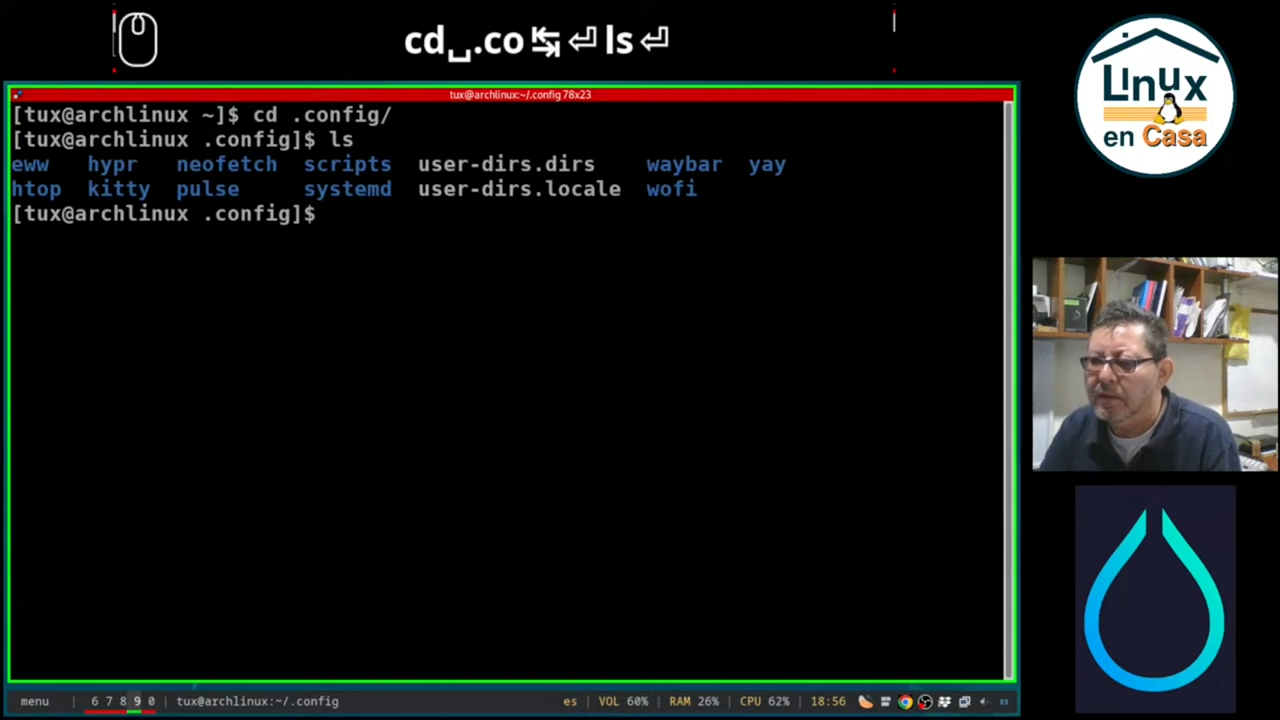 cd␣.co↹⏎ls⏎
Linux
en Casa
tux@archlinux:~/.config 78x23
[tux@archlinux ~]$ cd .config/
[tux@archlinux .config]$ ls
eww hypr neofetch scripts user-dirs.dirs waybar yay
htop kitty pulse systemd user-dirs.locale wofi
[tux@archlinux .config]$
menu | 6 7 8 9 0 | tux@archlinux:~/.config es | VOL 60% | RAM 26% | CPU 62% | 18:56 ES